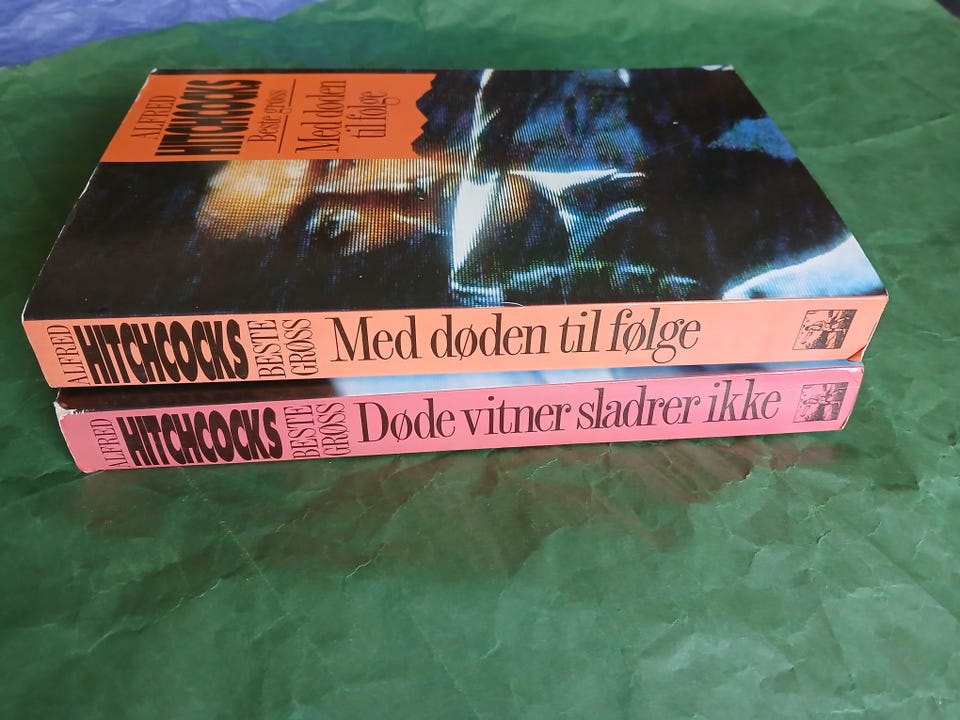 ALFRED
HITCHCOCKS
Beste grøss
Med døden
til følge
ALFRED
HITCHCOCKS
BESTE
GRØSS
Med døden til følge
ALFRED
HITCHCOCKS
BESTE
GRØSS
Døde vitner sladrer ikke